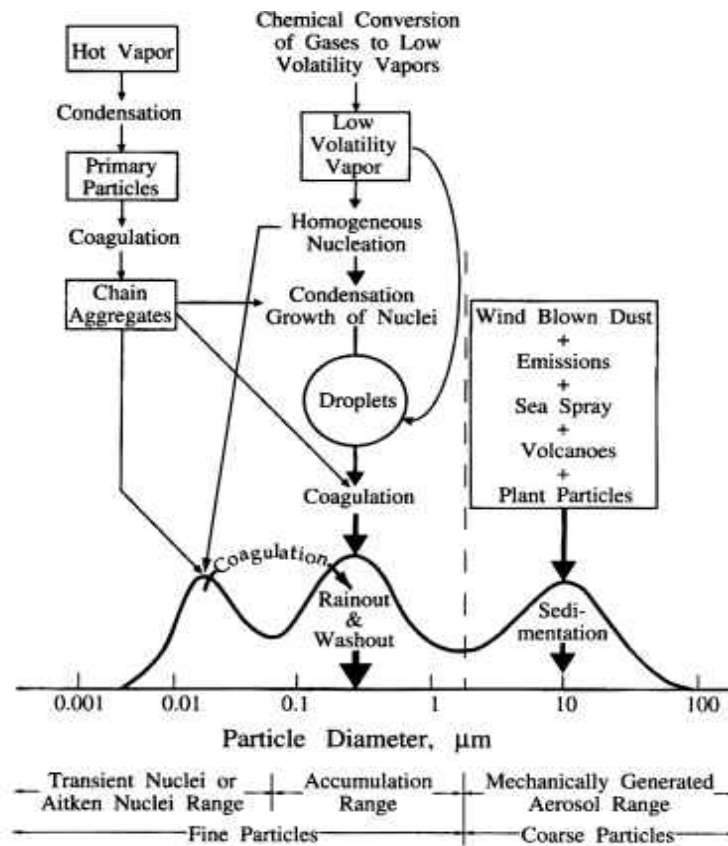 Hot Vapor
Condensation
Primary
Particles
Coagulation
Chain
Aggregates
Chemical Conversion
of Gases to Low
Volatility Vapors
Low
Volatility
Vapor
Homogeneous
Nucleation
Condensation
Growth of Nuclei
Droplets
Coagulation
Wind Blown Dust
+
Emissions
+
Sea Spray
+
Volcanoes
+
Plant Particles
Coagulation
Rainout
&
Washout
Sedi-
mentation
0.001 0.01 0.1 1 10 100
Particle Diameter, μm
Transient Nuclei or
Aitken Nuclei Range
Accumulation
Range
Mechanically Generated
Aerosol Range
Fine Particles
Coarse Particles